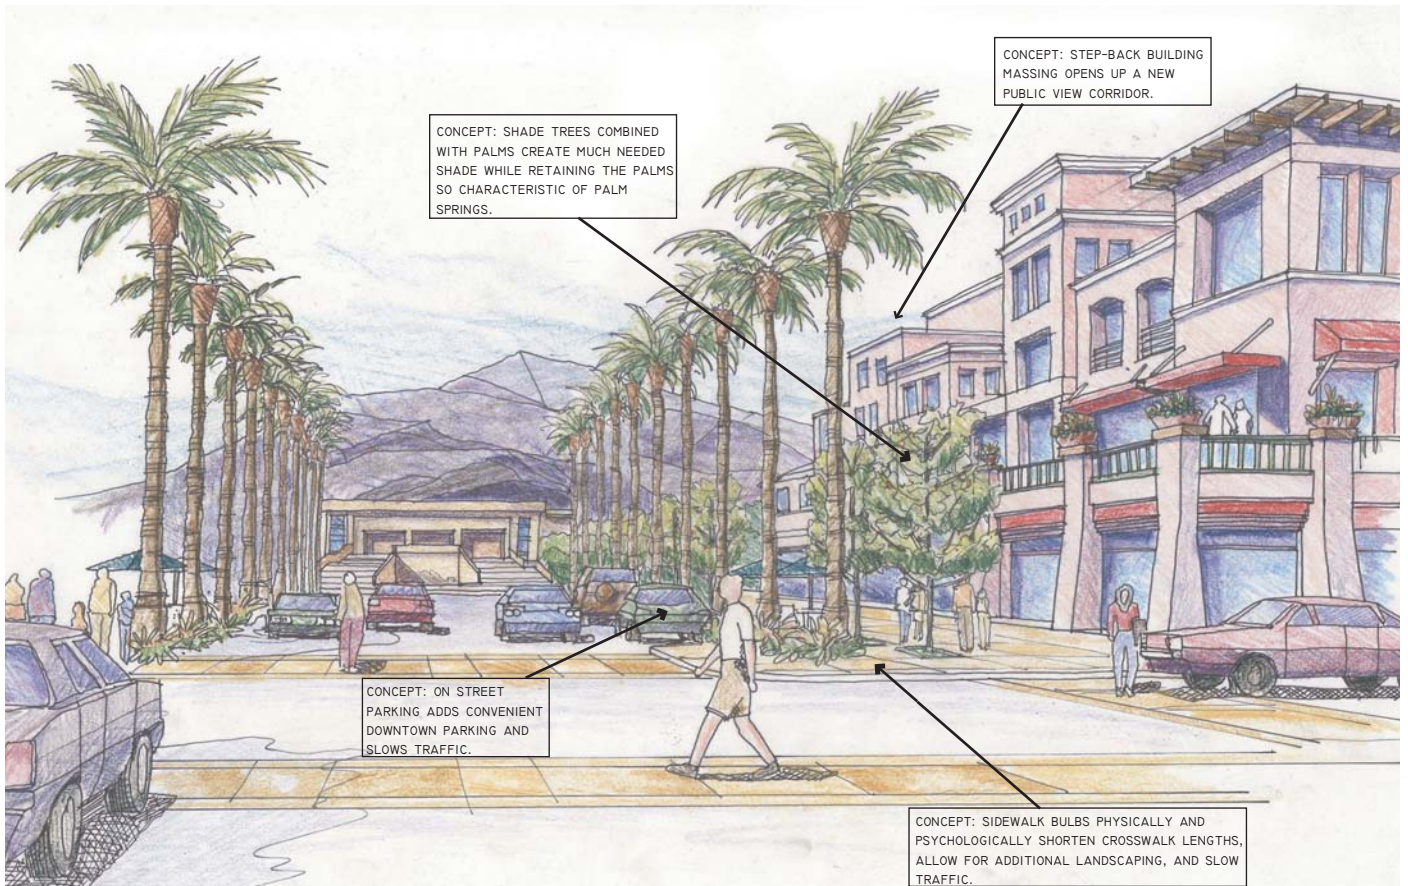 CONCEPT: STEP-BACK BUILDING
MASSING OPENS UP A NEW
PUBLIC VIEW CORRIDOR.
CONCEPT: SHADE TREES COMBINED
WITH PALMS CREATE MUCH NEEDED
SHADE WHILE RETAINING THE PALMS
SO CHARACTERISTIC OF PALM
SPRINGS.
CONCEPT: ON STREET
PARKING ADDS CONVENIENT
DOWNTOWN PARKING AND
SLOWS TRAFFIC.
CONCEPT: SIDEWALK BULBS PHYSICALLY AND
PSYCHOLOGICALLY SHORTEN CROSSWALK LENGTHS,
ALLOW FOR ADDITIONAL LANDSCAPING, AND SLOW
TRAFFIC.